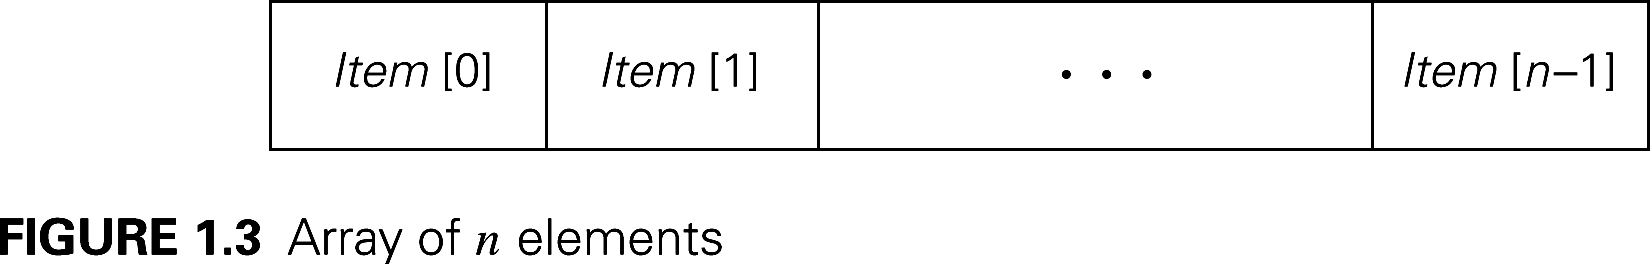 Item [0] Item [1] . . . Item [n–1]
FIGURE 1.3 Array of n elements